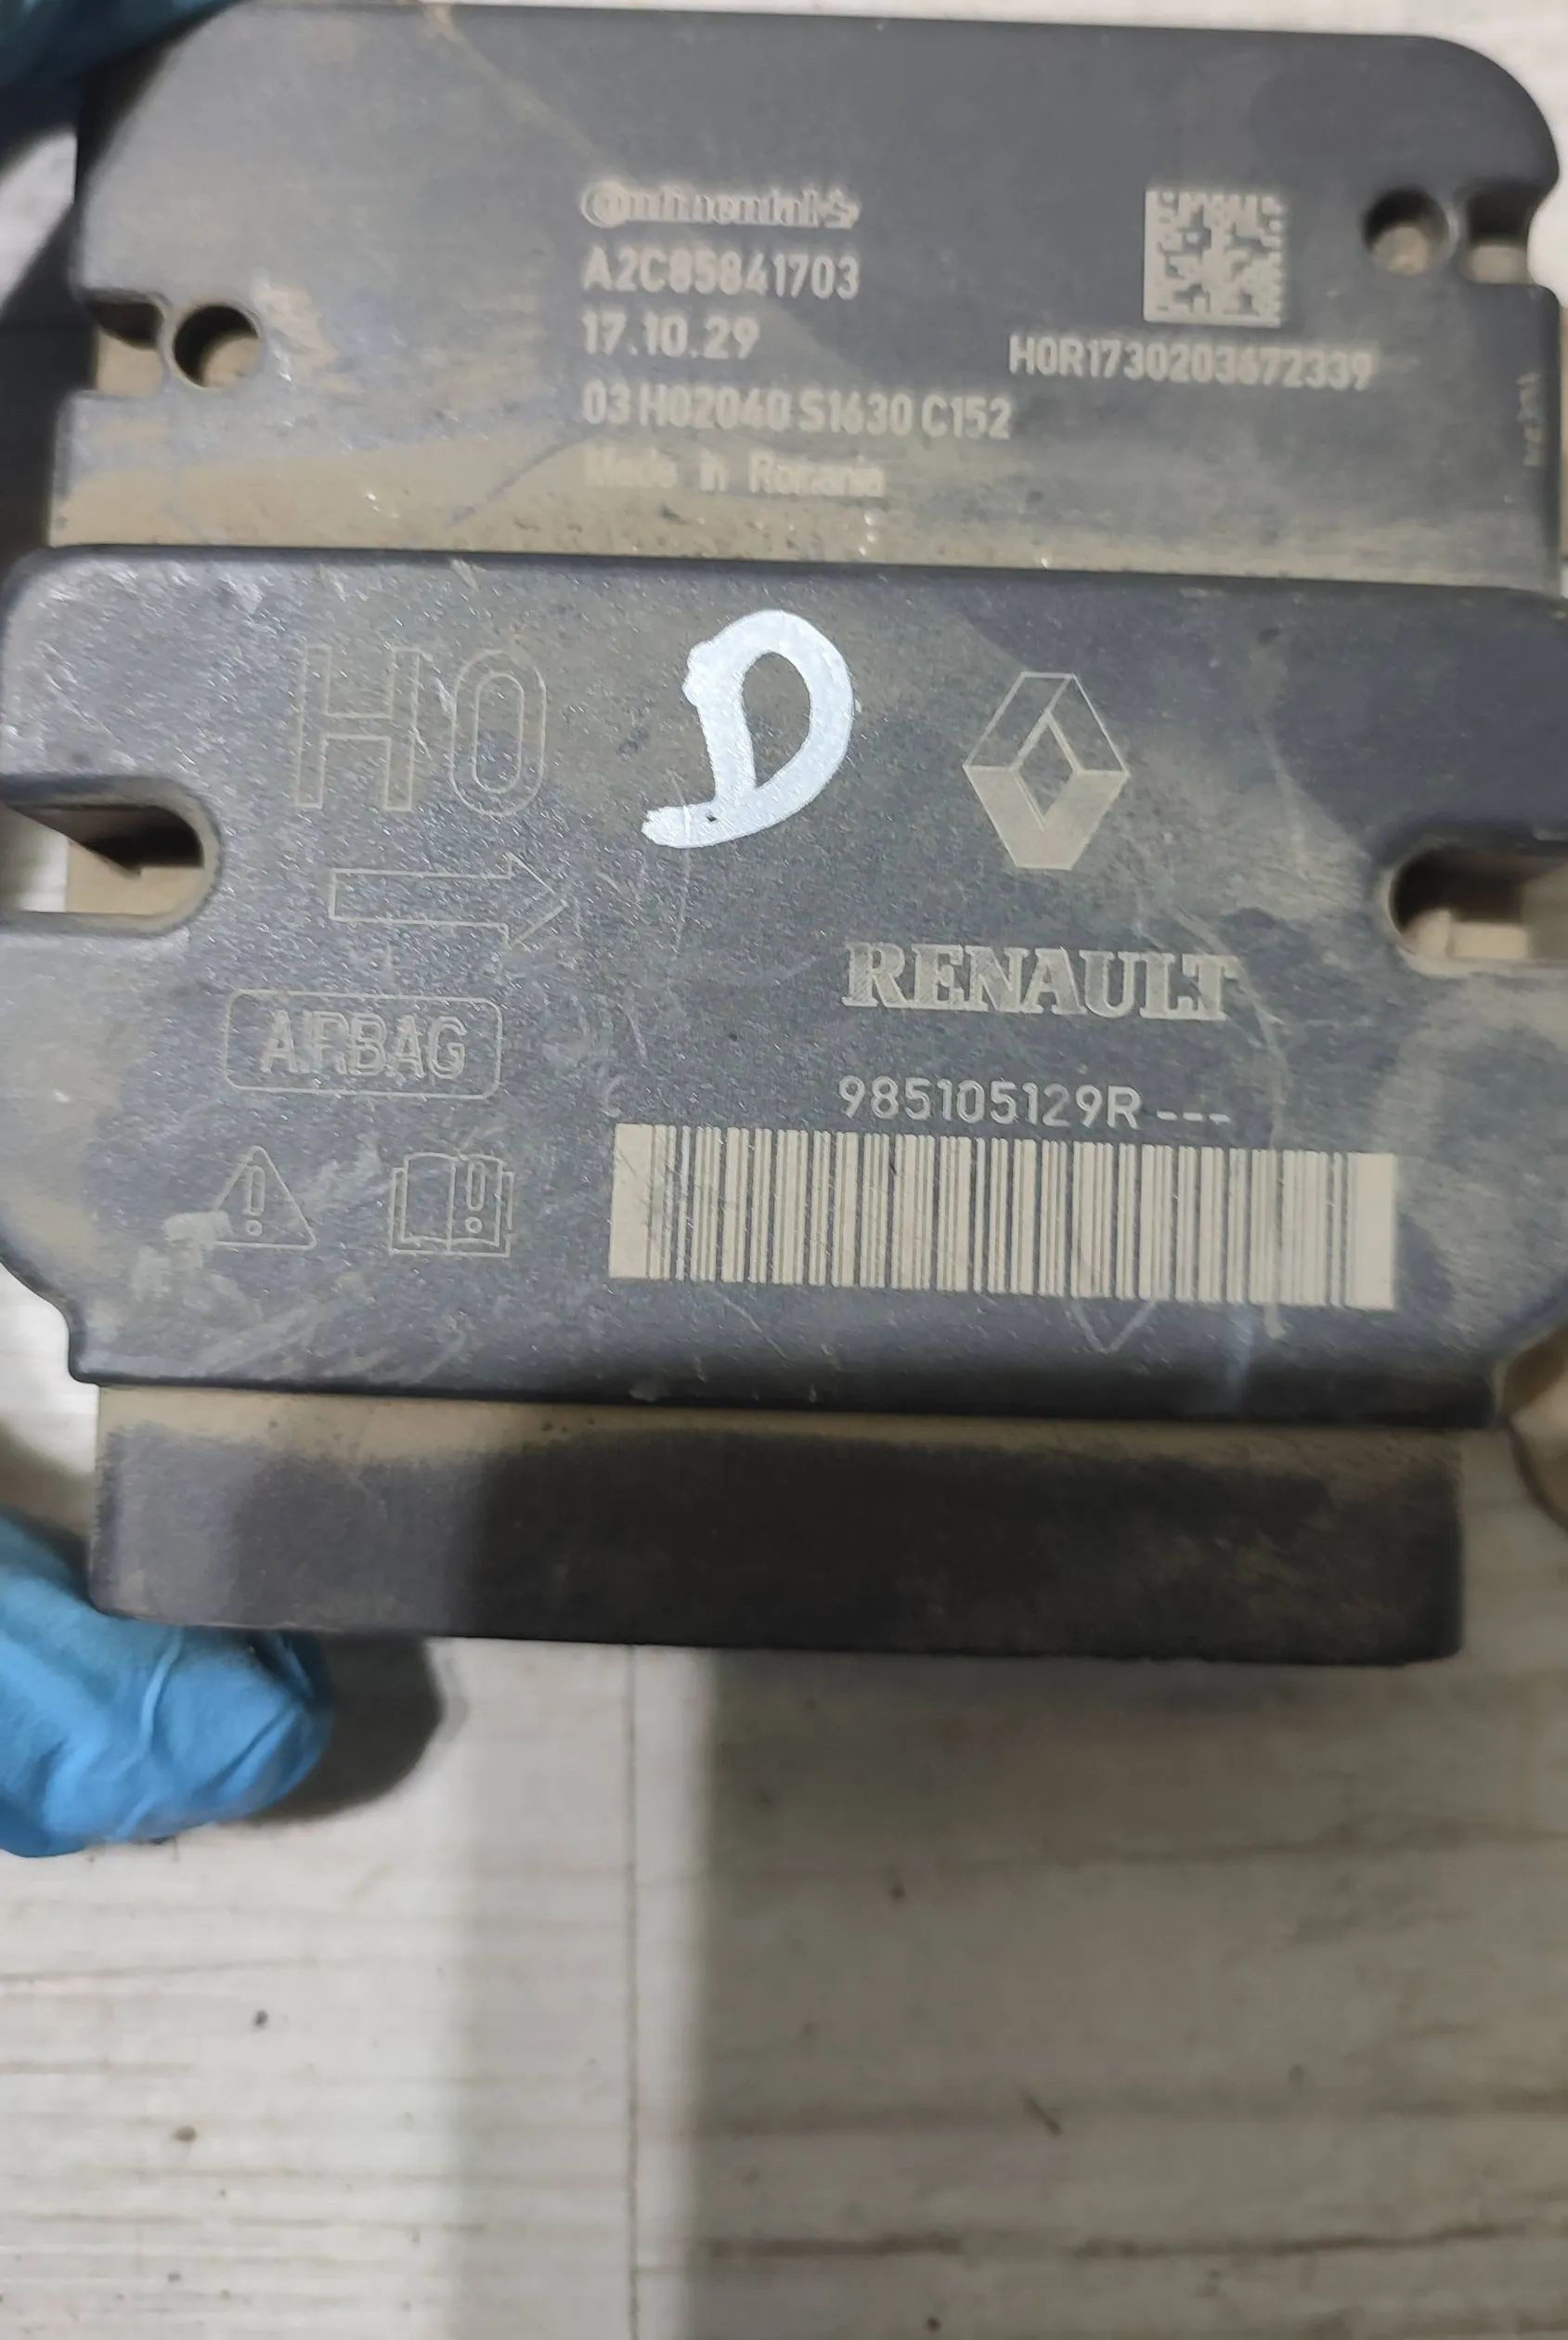 Continental
A2C85841703
17.10.29
H0R1730203672339
03 H02040 S1630 C152
Made in Romania
H0
D
RENAULT
AIRBAG
985105129R---